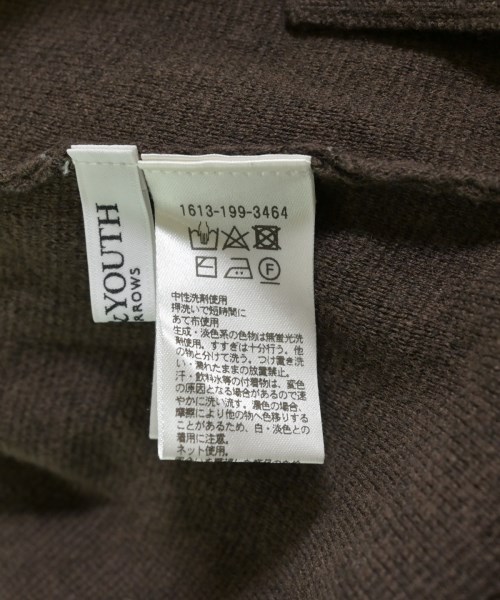 YOUTH
RROWS
1613-199-3464
F
中性洗剤使用
押洗いで短時間に
あて布使用
生成・淡色系の色物は無蛍光洗
剤使用。すすぎは十分行う。他
の物と分けて洗う。つけ置き洗
い・濡れたままの放置禁止。
汗・飲料水等の付着物は、変色
の原因となる場合があるので速
やかに洗い流す。濃色の場合、
摩擦により他の物へ色移りする
ことがあるため、白・淡色との
着用に注意。
ネット使用。